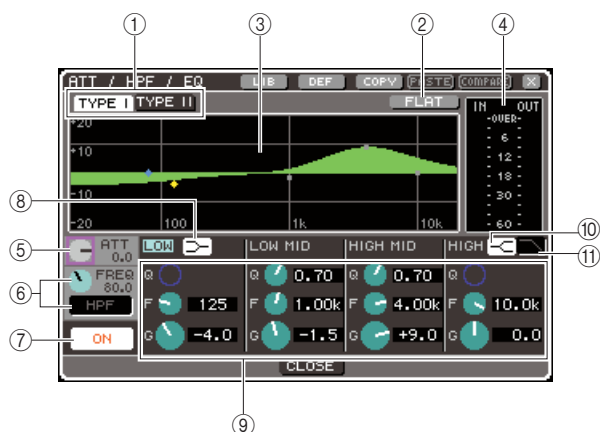 ① ③ ② ④
ATT / HPF / EQ LIB DEF COPY PASTE COMPARE X
TYPE I TYPE II FLAT IN OUT
+20 -OVER-
+10 6
12
18
-10 30
-20 100 1k 10k 60
⑧ ⑩
⑤ ATT 0.0 LOW LOW MID HIGH MID HIGH ⑪
⑥ FREQ 80.0 Q Q 0.70 Q 0.70 Q
HPF F 125 F 1.00k F 4.00k F 10.0k
⑦ ON G -4.0 G -1.5 G +9.0 G 0.0
CLOSE
⑨